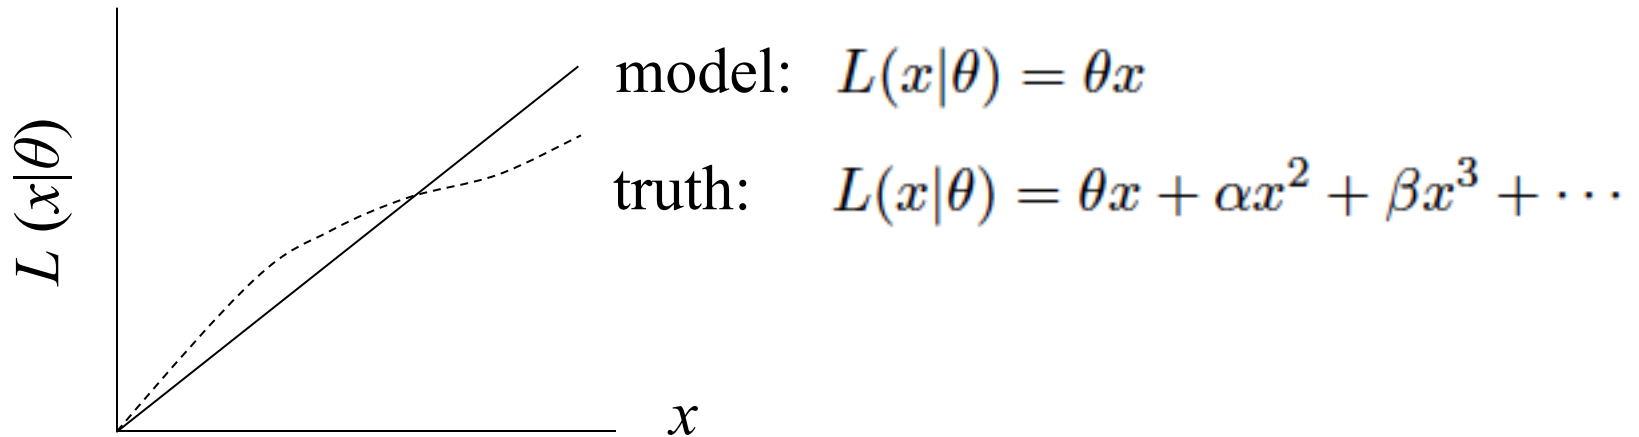 L (x|θ)
model: L(x|θ) = θx
truth: L(x|θ) = θx + αx² + βx³ + ···
x